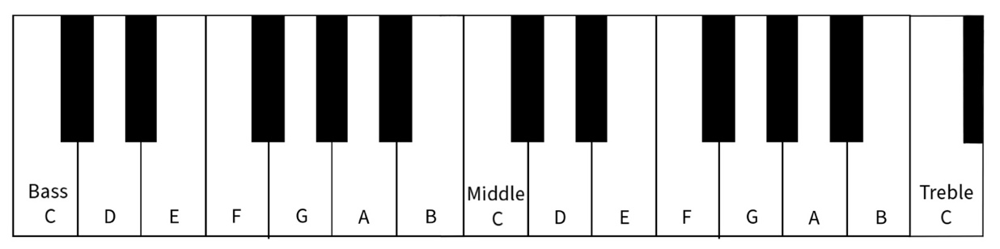 Bass Middle Treble
C D E F G A B C D E F G A B C